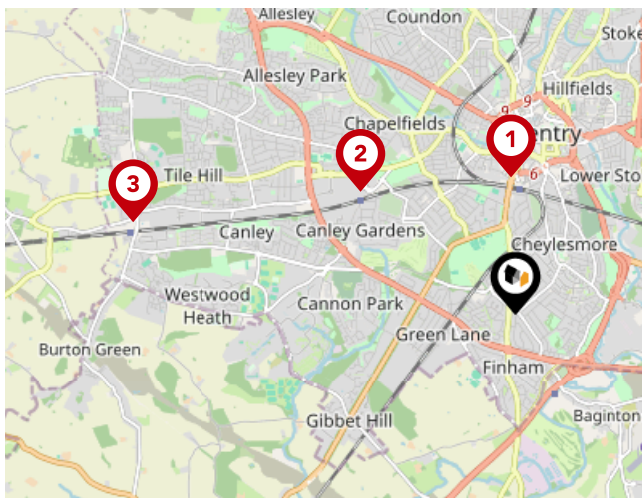 Allesley
Coundon
Stoke
Allesley Park
Hillfields
9
9
Chapelfields
1
entry
2
3
Tile Hill
6
Lower Sto
Canley
Canley Gardens
Cheylesmore
Westwood
Heath
Cannon Park
Green Lane
Burton Green
Finham
Gibbet Hill
Baginton